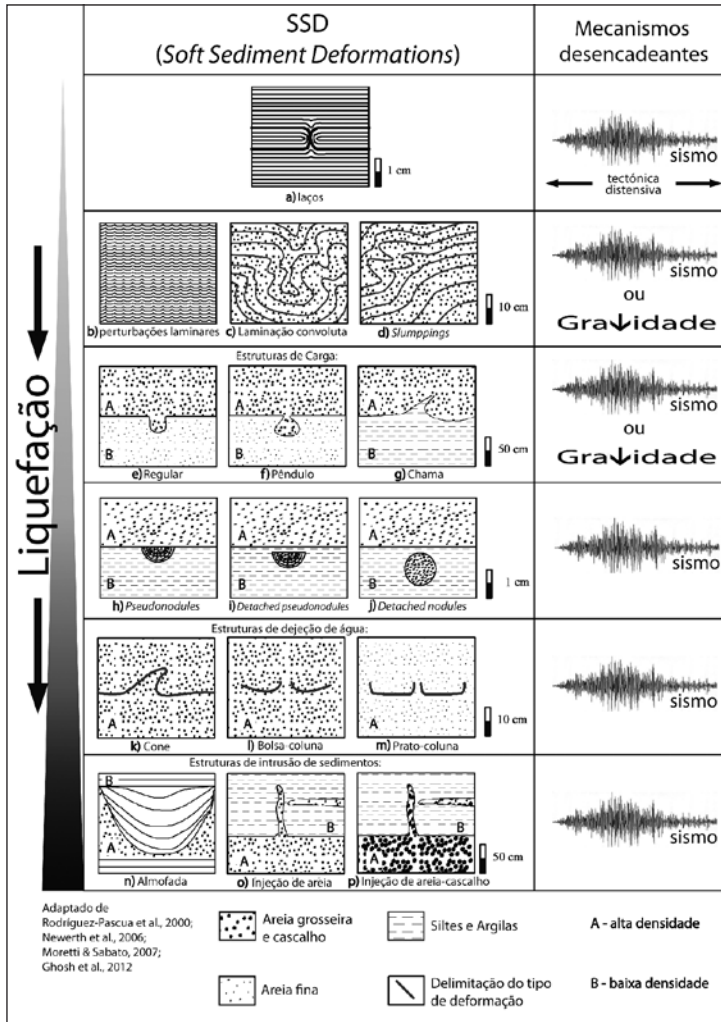 SSD
(Soft Sediment Deformations)
Mecanismos
desencadeantes
Liquefação
1 cm
a) laços
sismo
tectónica
distensiva
b) perturbações laminares
c) Laminação convoluta
d) Slumppings
10 cm
sismo
ou
Gravidade
Estruturas de Carga:
A
B
e) Regular
A
B
f) Pêndulo
A
B
g) Chama
50 cm
sismo
ou
Gravidade
A
B
h) Pseudonodules
A
B
i) Detached pseudonodules
A
B
j) Detached nodules
1 cm
sismo
Estruturas de dejeção de água:
A
k) Cone
A
l) Bolsa-coluna
A
m) Prato-coluna
10 cm
sismo
Estruturas de intrusão de sedimentos:
B
A
n) Almofada
B
A
o) Injeção de areia
B
A
p) Injeção de areia-cascalho
50 cm
sismo
Adaptado de
Rodríguez-Pascua et al., 2000;
Newerth et al., 2006;
Moretti & Sabato, 2007;
Ghosh et al., 2012
Areia grosseira
e cascalho
Siltes e Argilas
A - alta densidade
Areia fina
Delimitação do tipo
de deformação
B - baixa densidade